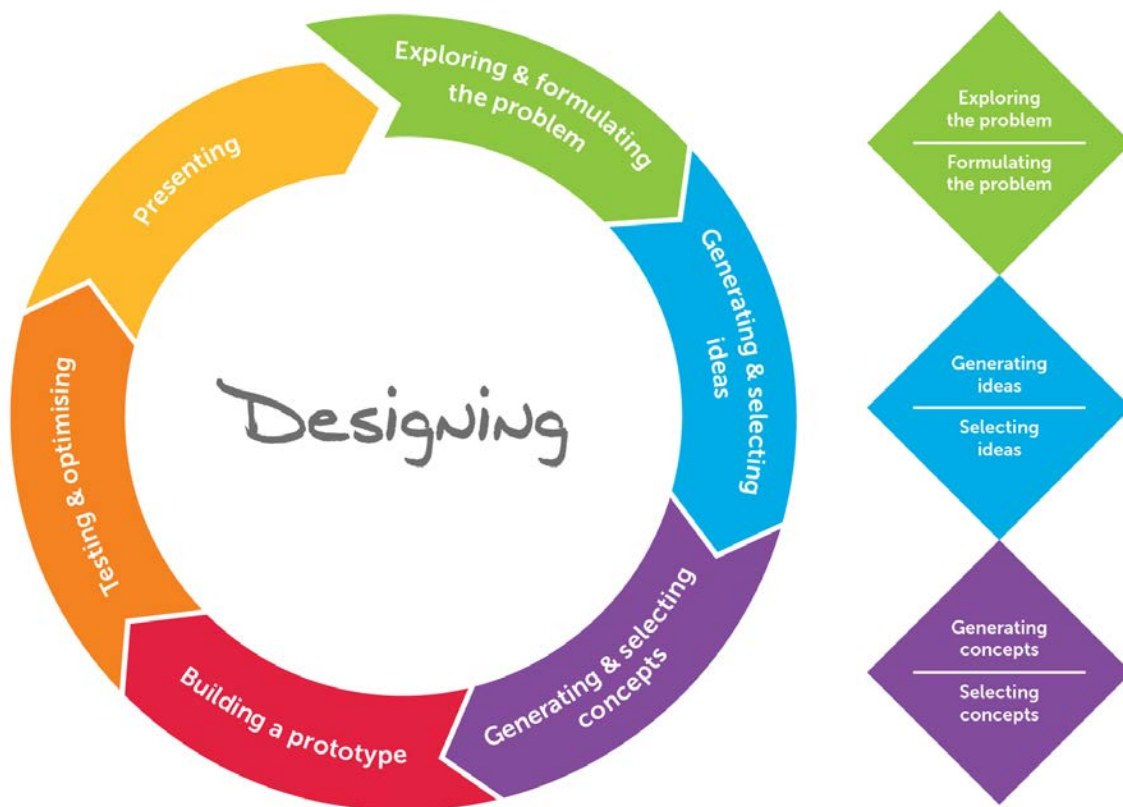 Exploring & formulating
the problem
Generating & selecting
ideas
Generating & selecting
concepts
Building a prototype
Testing & optimising
Presenting
Designing
Exploring
the problem
Formulating
the problem
Generating
ideas
Selecting
ideas
Generating
concepts
Selecting
concepts